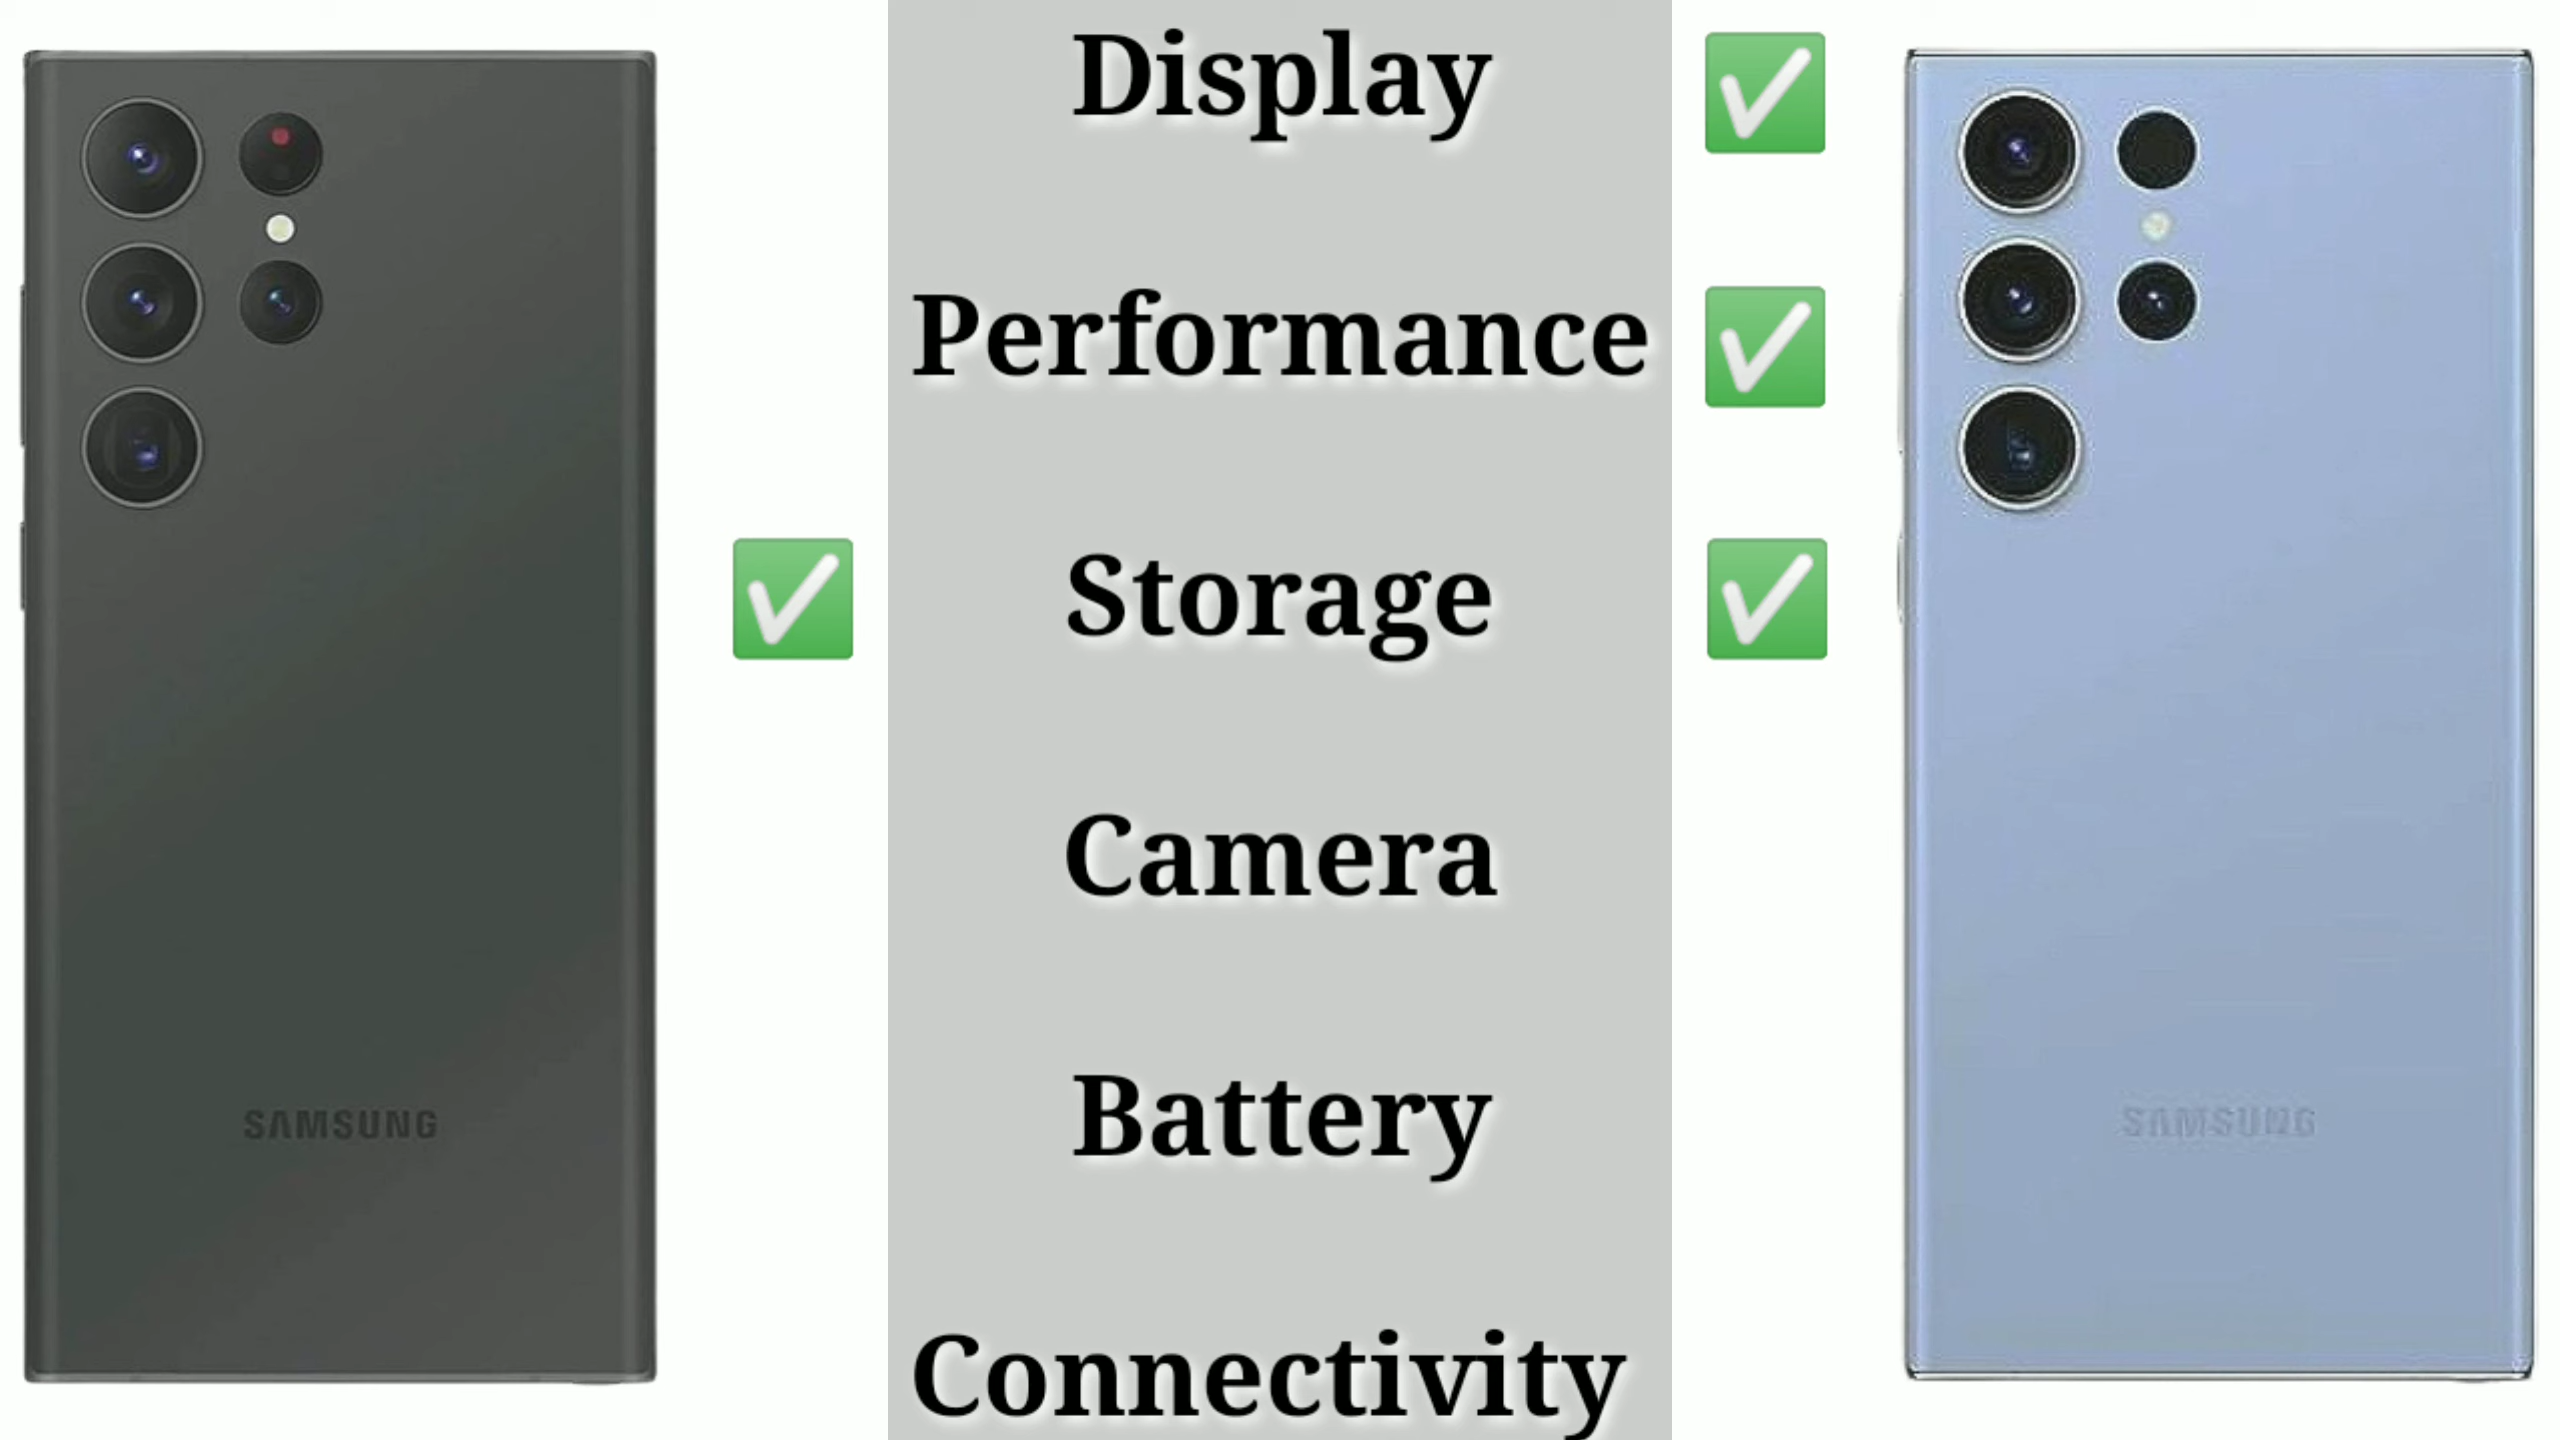 Display
Performance
Storage
Camera
Battery
Connectivity
SAMSUNG
SAMSUNG